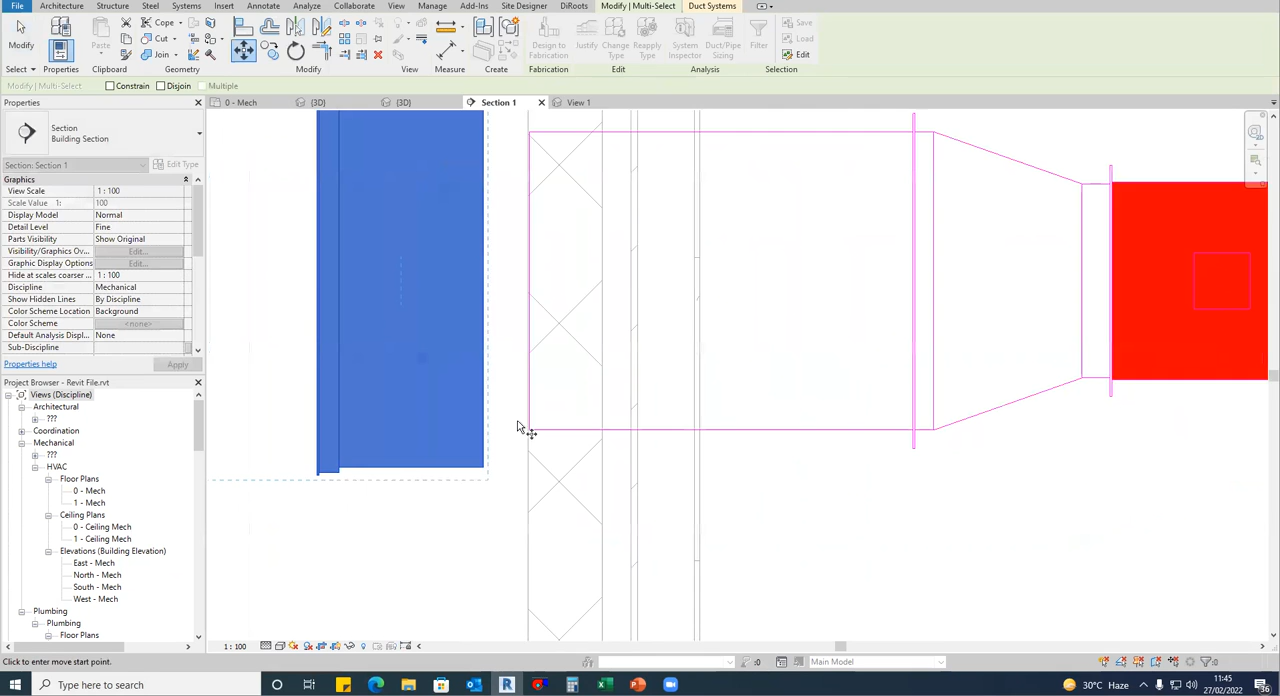 File Architecture Structure Steel Systems Insert Annotate Analyze Collaborate View Manage Add-Ins Site Designer DiRoots Modify | Multi-Select Duct Systems
Modify
Paste
Cope
Cut
Join
Design to Fabrication
Justify
Change Type
Reapply Type
System Inspector
Duct/Pipe Sizing
Filter
Save
Load
Edit
Select Properties Clipboard Geometry Modify View Measure Create Fabrication Edit Analysis Selection
Modify | Multi-Select Constrain Disjoin Multiple
Properties
0 - Mech {3D} {3D} Section 1 View 1
Section
Building Section
Section: Section 1 Edit Type
Graphics
View Scale 1 : 100
Scale Value 1: 100
Display Model Normal
Detail Level Fine
Parts Visibility Show Original
Visibility/Graphics Ov... Edit...
Graphic Display Options Edit...
Hide at scales coarser ... 1 : 100
Discipline Mechanical
Show Hidden Lines By Discipline
Color Scheme Location Background
Color Scheme <none>
Default Analysis Displ... None
Sub-Discipline
Properties help Apply
Project Browser - Revit File.rvt
Views (Discipline)
Architectural
???
Coordination
Mechanical
???
HVAC
Floor Plans
0 - Mech
1 - Mech
Ceiling Plans
0 - Ceiling Mech
1 - Ceiling Mech
Elevations (Building Elevation)
East - Mech
North - Mech
South - Mech
West - Mech
Plumbing
Plumbing
Floor Plans
1 : 100
Click to enter move start point.
:0 Main Model :0
Type here to search
30°C Haze
11:45
27/02/2022
36